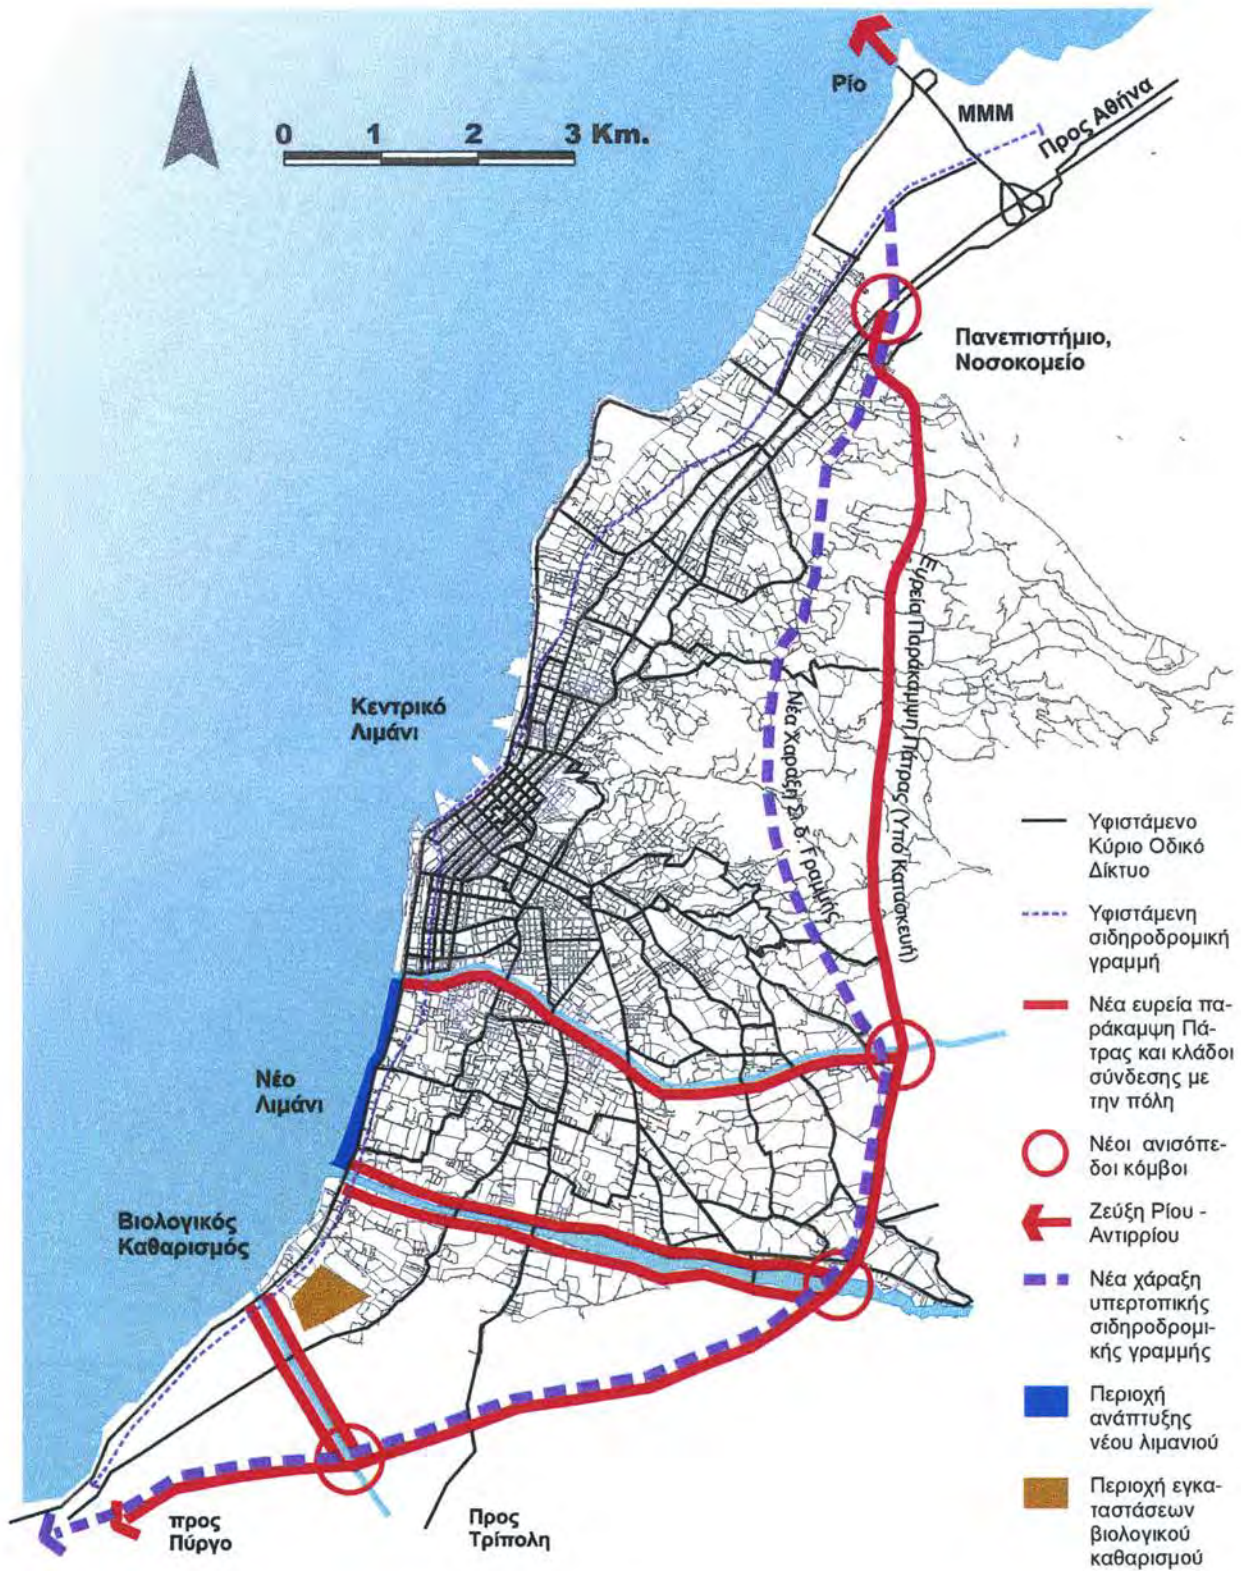 Ρίο
ΜΜΜ
Προς Αθήνα
0 1 2 3 Km.
Πανεπιστήμιο,
Νοσοκομείο
Ευρεία Παράκαμψη Πάτρας (Υπό Κατασκευή)
Κεντρικό
Λιμάνι
Νέα Χάραξη Σιδ. Γραμμής
Νέο
Λιμάνι
Βιολογικός
Καθαρισμός
προς
Πύργο
Προς
Τρίπολη
Υφιστάμενο
Κύριο Οδικό
Δίκτυο
Υφιστάμενη
σιδηροδρομική
γραμμή
Νέα ευρεία πα-
ράκαμψη Πά-
τρας και κλάδοι
σύνδεσης με
την πόλη
Νέοι ανισόπε-
δοι κόμβοι
Ζεύξη Ρίου -
Αντιρρίου
Νέα χάραξη
υπερτοπικής
σιδηροδρομι-
κής γραμμής
Περιοχή
ανάπτυξης
νέου λιμανιού
Περιοχή εγκα-
ταστάσεων
βιολογικού
καθαρισμού